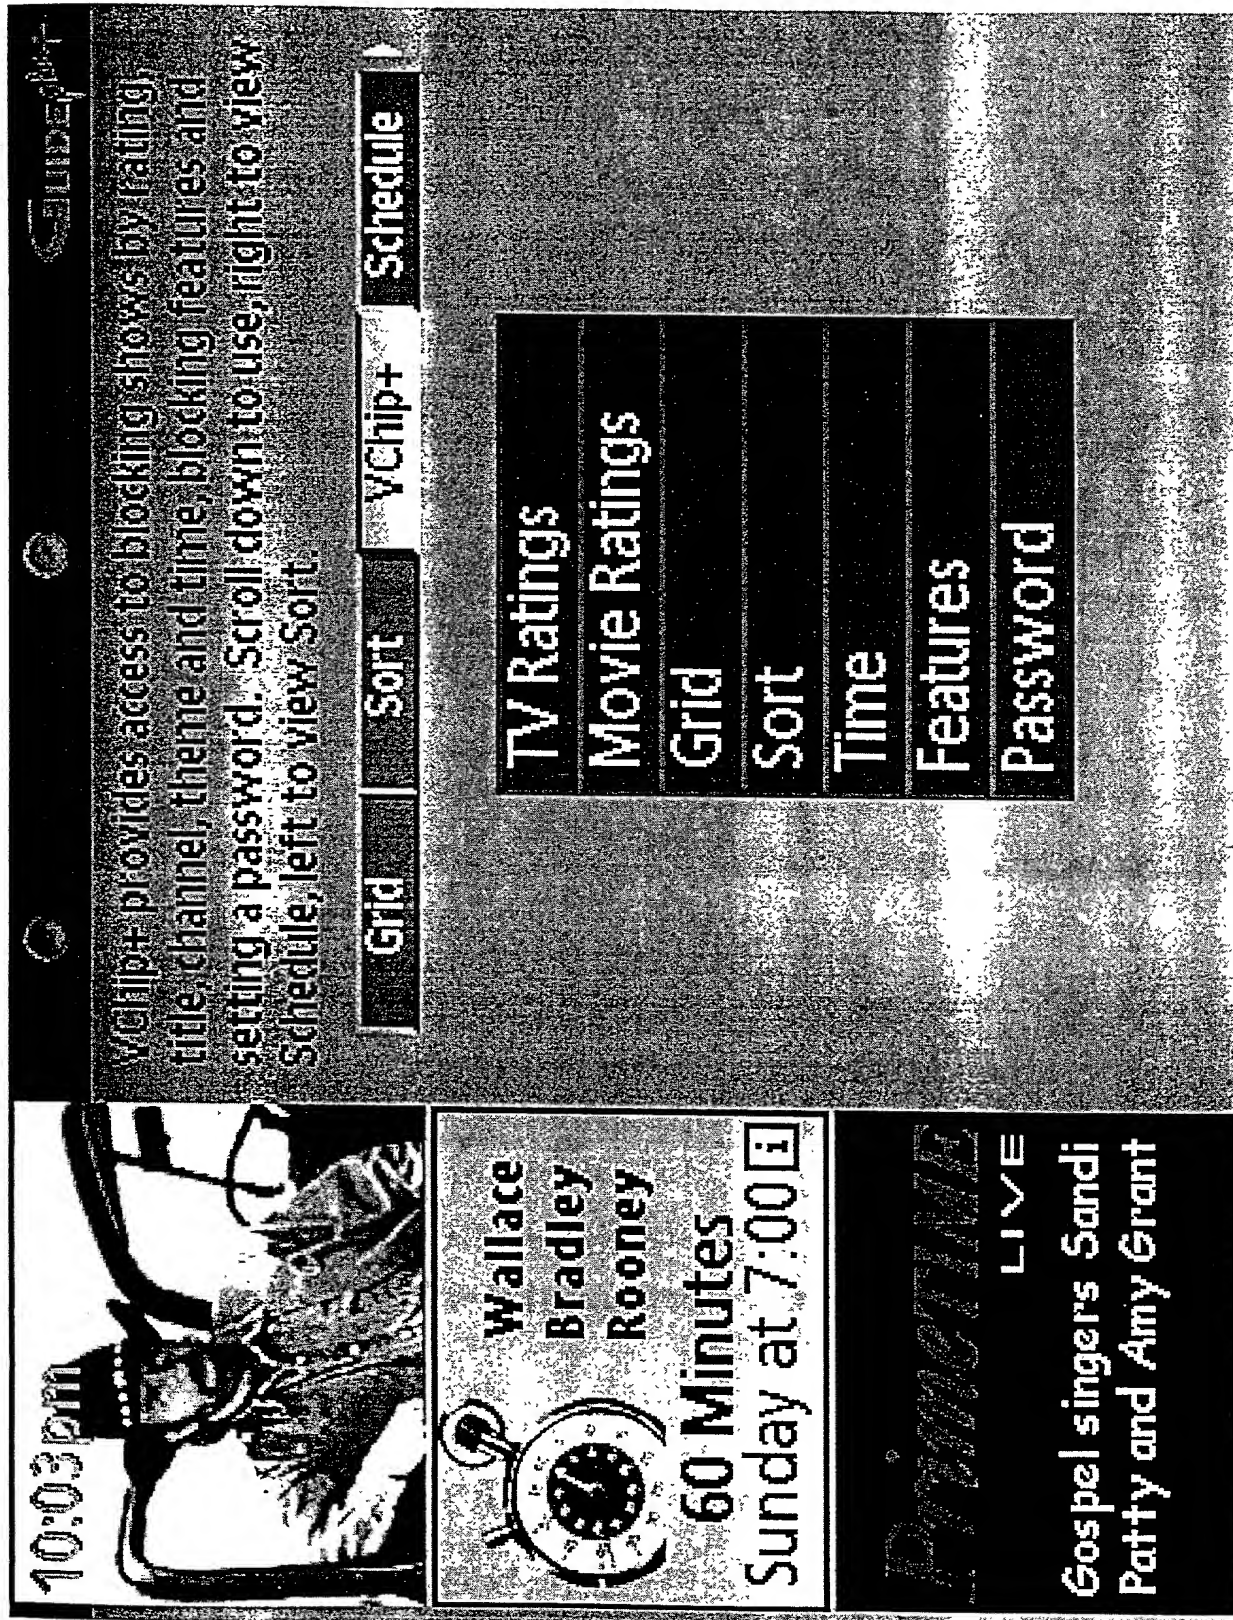 10:03pm
GUIDE plus+
VChip+ provides access to blocking shows by rating,
title, channel, theme and time, blocking features and
setting a password. Scroll down to use, right to view
Schedule, left to view Sort.
Grid
Sort
VChip+
Schedule
TV Ratings
Movie Ratings
Grid
Sort
Time
Features
Password
Wallace
Bradley
Rooney
60 Minutes
Sunday at 7:00 i
PrimeTIME
LIVE
Gospel singers Sandi
Patty and Amy Grant